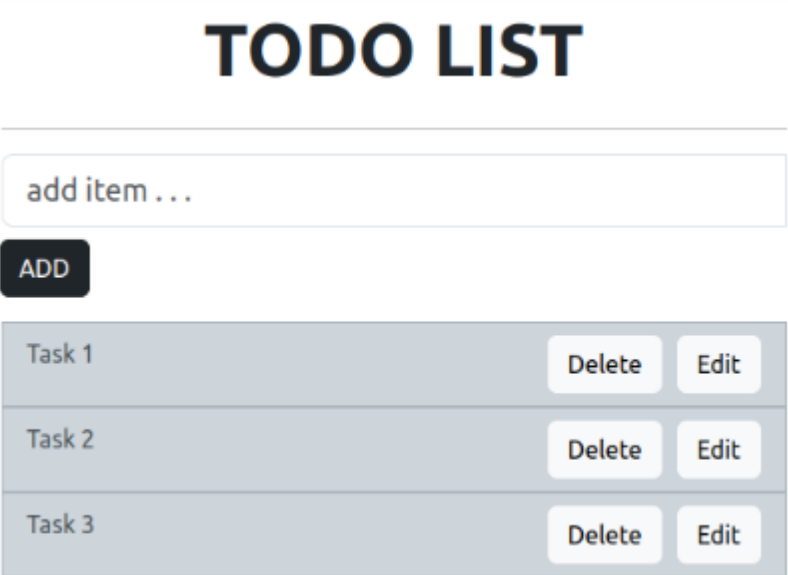 TODO LIST
add item . . .
ADD
Task 1 Delete Edit
Task 2 Delete Edit
Task 3 Delete Edit